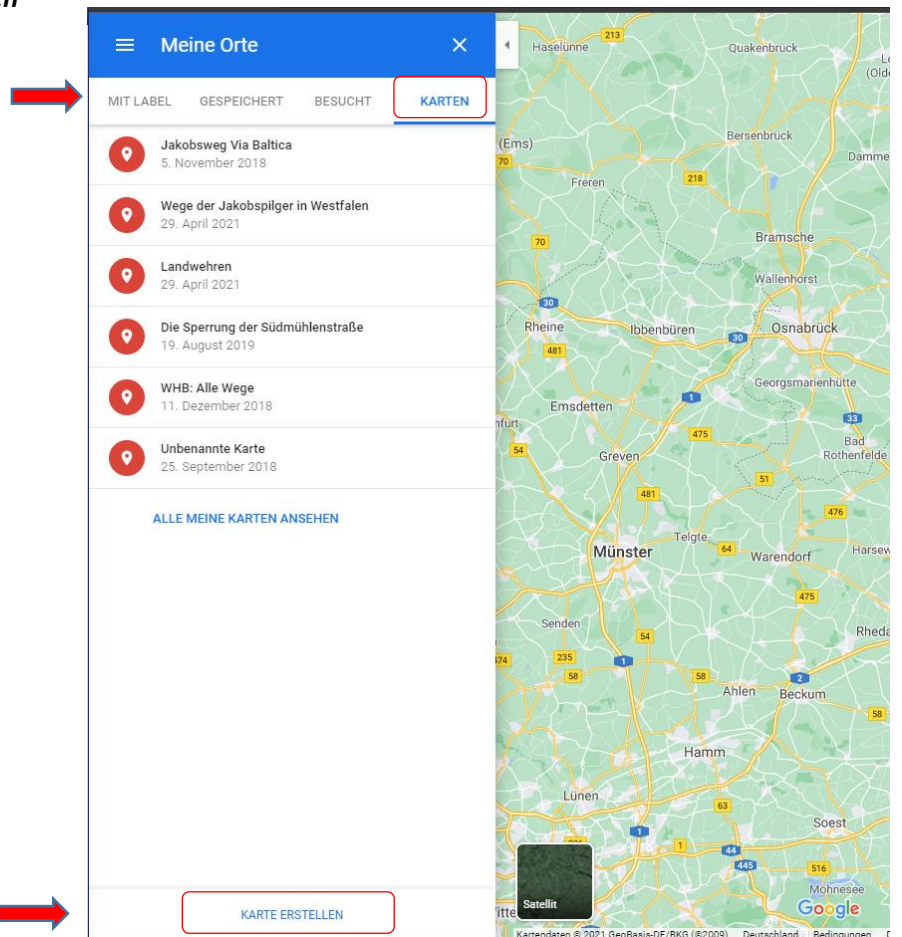 Meine Orte
MIT LABEL GESPEICHERT BESUCHT KARTEN
Jakobsweg Via Baltica
5. November 2018
Wege der Jakobspilger in Westfalen
29. April 2021
Landwehren
29. April 2021
Die Sperrung der Südmühlenstraße
19. August 2019
WHB: Alle Wege
11. Dezember 2018
Unbenannte Karte
25. September 2018
ALLE MEINE KARTEN ANSEHEN
KARTE ERSTELLEN
213
Haselünne
Quakenbrück
(Ems)
Bersenbrück
70
Damme
Freren
218
70
Bramsche
Wallenhorst
30
Rheine
Ibbenbüren
30
Osnabrück
481
Georgsmarienhütte
1
Emsdetten
33
475
54
Greven
Bad
Rothenfelde
51
481
476
Telgte
Münster
64
Warendorf
475
Senden
54
235
1
58
58
2
Ahlen
Beckum
58
Hamm
Lünen
63
Soest
1
1
44
445
516
Möhnesee
Satellit
Google
Kartendaten © 2021 GeoBasis-DE/BKG (©2009) Deutschland Bedingungen